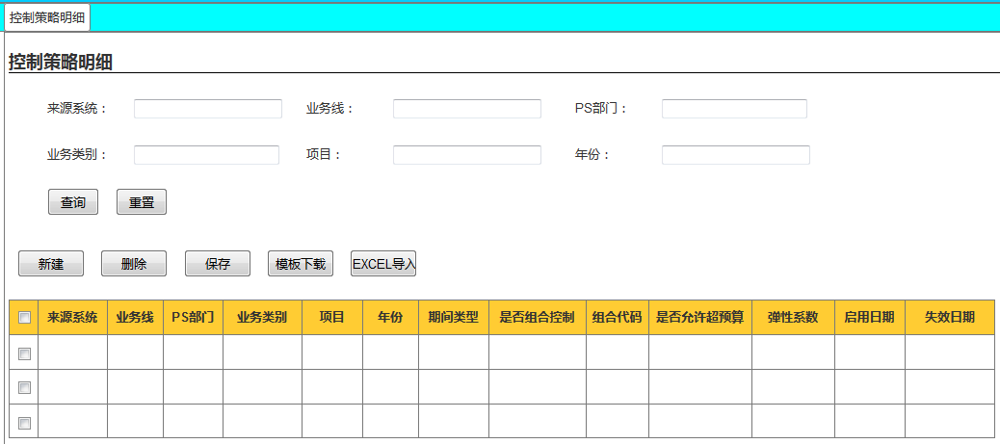 控制策略明细
控制策略明细
来源系统： 业务线： PS部门：
业务类别： 项目： 年份：
查询 重置
新建 删除 保存 模板下载 EXCEL导入
来源系统 业务线 PS部门 业务类别 项目 年份 期间类型 是否组合控制 组合代码 是否允许超预算 弹性系数 启用日期 失效日期